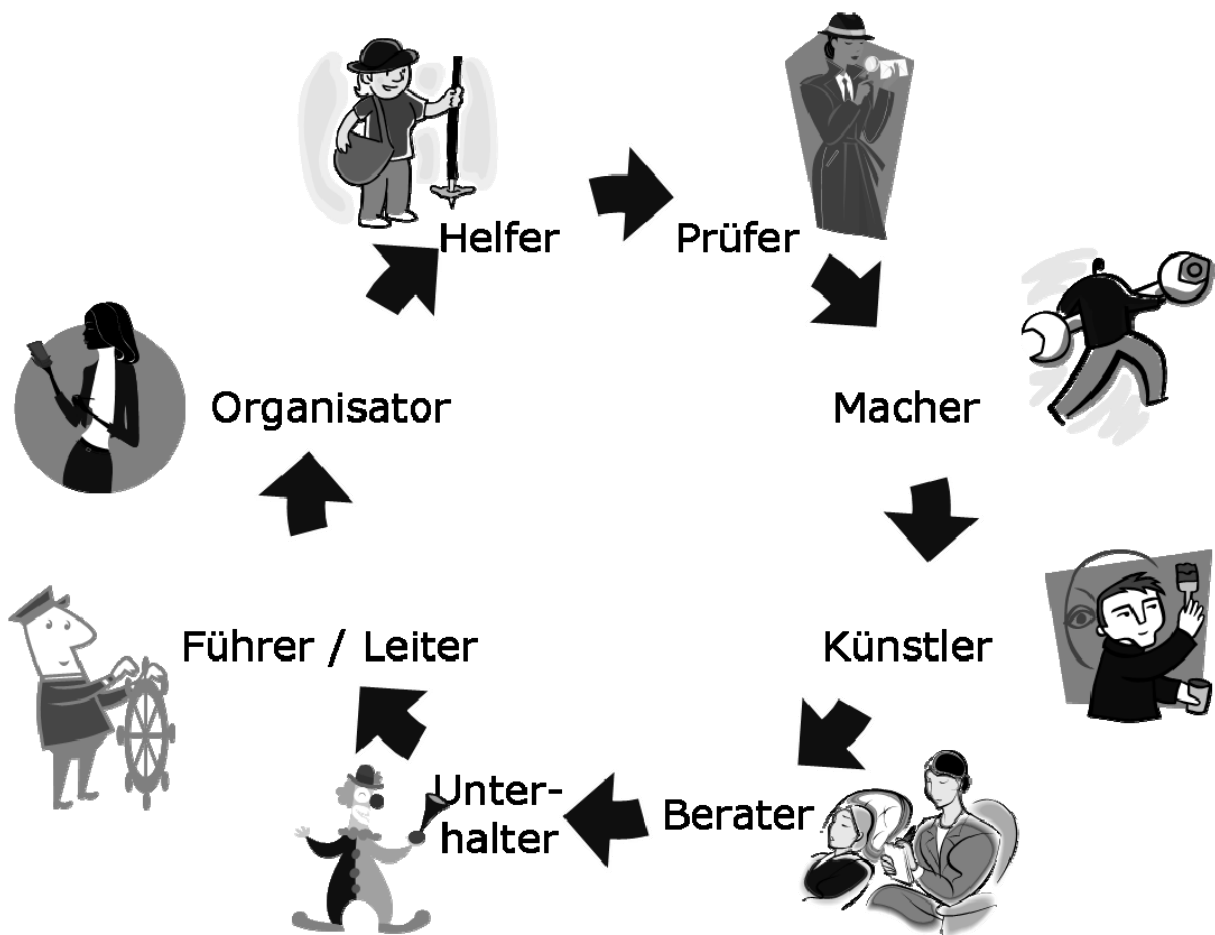 Helfer
Prüfer
Organisator
Macher
Führer / Leiter
Künstler
Unter-
halter
Berater